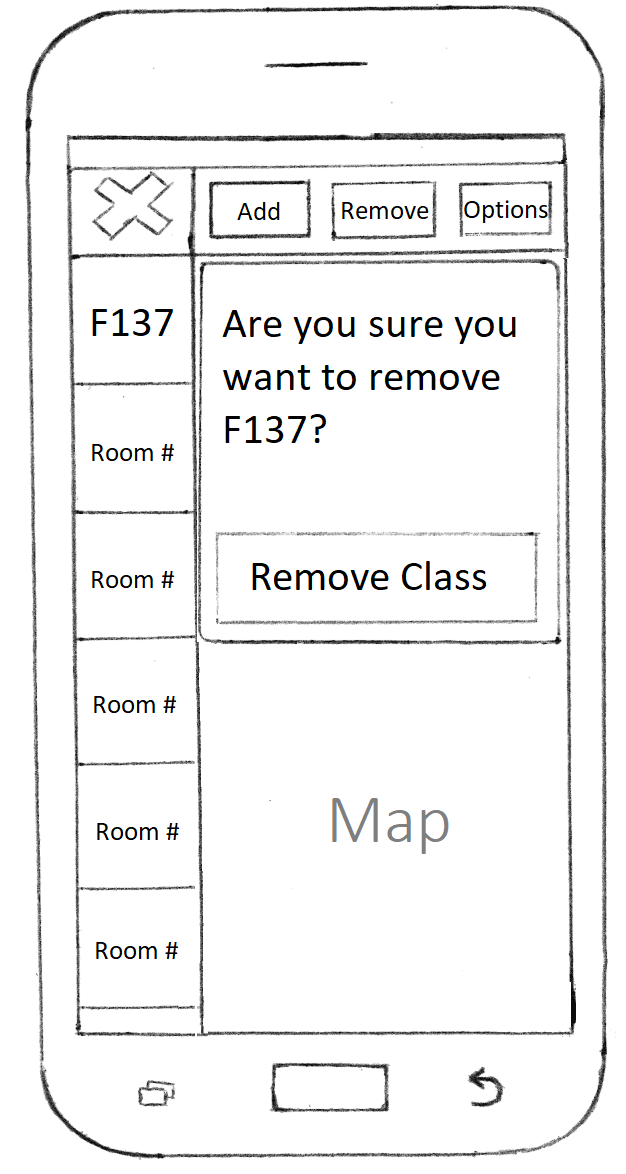 Add
Remove
Options
F137
Are you sure you
want to remove
F137?
Room #
Room #
Remove Class
Room #
Map
Room #
Room #